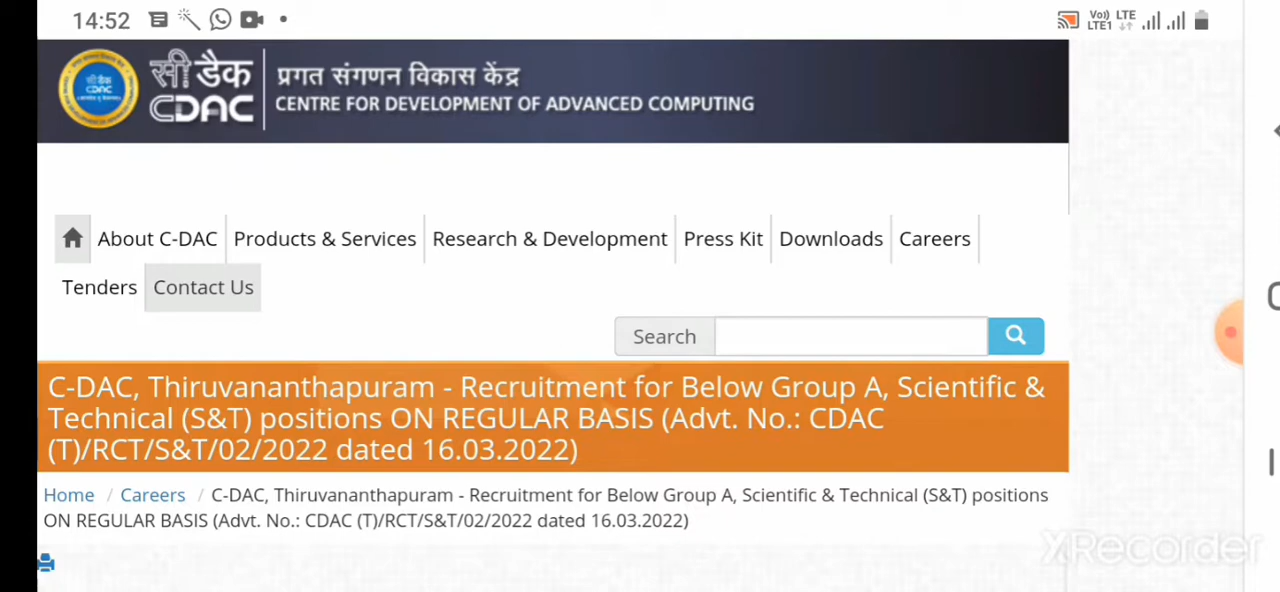 14:52
Vo) LTE
LTE1
सी डैक
CDAC
प्रगत संगणन विकास केंद्र
CENTRE FOR DEVELOPMENT OF ADVANCED COMPUTING
About C-DAC
Products & Services
Research & Development
Press Kit
Downloads
Careers
Tenders
Contact Us
Search
C-DAC, Thiruvananthapuram - Recruitment for Below Group A, Scientific &
Technical (S&T) positions ON REGULAR BASIS (Advt. No.: CDAC
(T)/RCT/S&T/02/2022 dated 16.03.2022)
Home / Careers / C-DAC, Thiruvananthapuram - Recruitment for Below Group A, Scientific & Technical (S&T) positions
ON REGULAR BASIS (Advt. No.: CDAC (T)/RCT/S&T/02/2022 dated 16.03.2022)
XRecorder